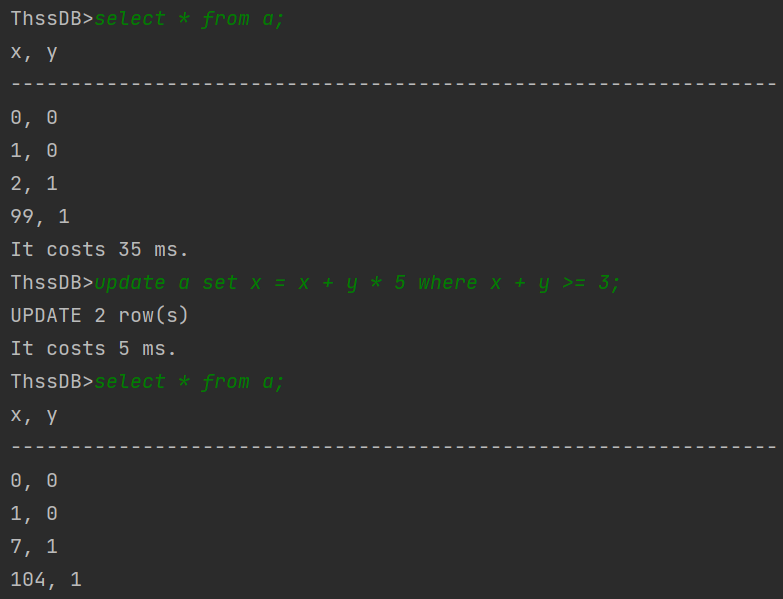 ThssDB>select * from a;
x, y
----------------------------------------------------------------
0, 0
1, 0
2, 1
99, 1
It costs 35 ms.
ThssDB>update a set x = x + y * 5 where x + y >= 3;
UPDATE 2 row(s)
It costs 5 ms.
ThssDB>select * from a;
x, y
----------------------------------------------------------------
0, 0
1, 0
7, 1
104, 1